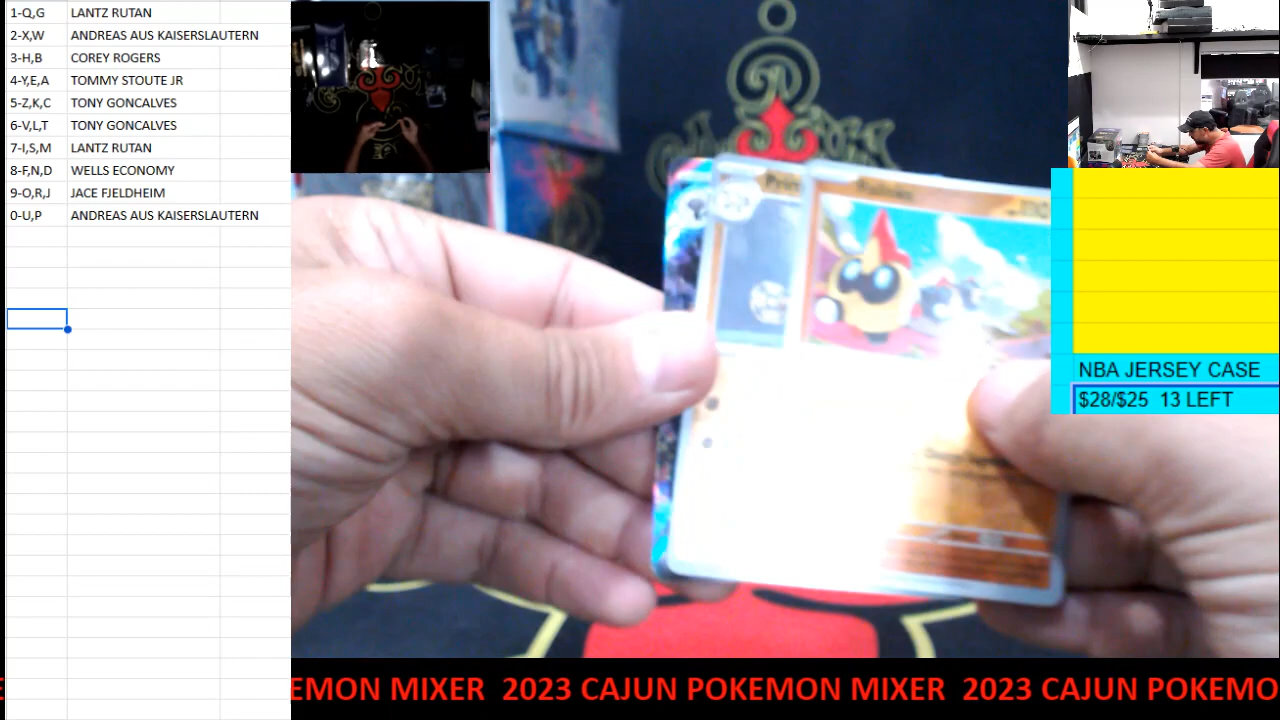 1-Q,G LANTZ RUTAN
2-X,W ANDREAS AUS KAISERSLAUTERN
3-H,B COREY ROGERS
4-Y,E,A TOMMY STOUTE JR
5-Z,K,C TONY GONCALVES
6-V,L,T TONY GONCALVES
7-I,S,M LANTZ RUTAN
8-F,N,D WELLS ECONOMY
9-O,R,J JACE FJELDHEIM
0-U,P ANDREAS AUS KAISERSLAUTERN
NBA JERSEY CASE
$28/$25 13 LEFT
EMON MIXER 2023 CAJUN POKEMON MIXER 2023 CAJUN POKEMO